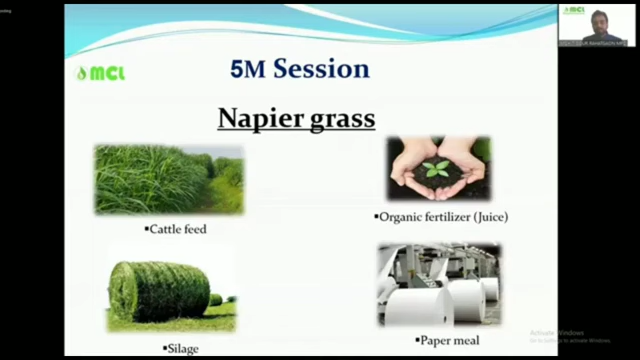 MCL
5M Session
Napier grass
▪Cattle feed
▪Organic fertilizer (Juice)
▪Silage
▪Paper meal
Activate Windows
Go to Settings to activate Windows.